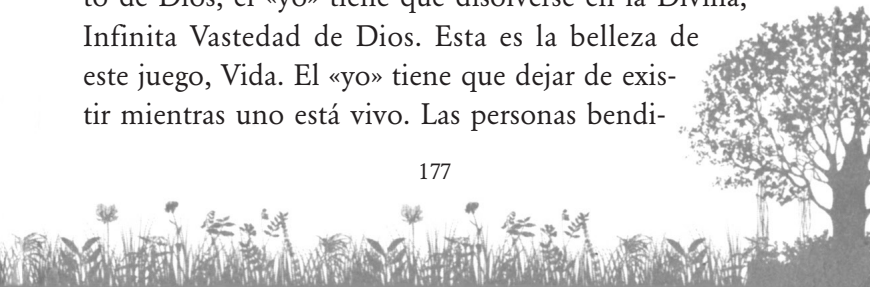 to de Dios, el «yo» tiene que disolverse en la Divina,
Infinita Vastedad de Dios. Esta es la belleza de
este juego, Vida. El «yo» tiene que dejar de exis-
tir mientras uno está vivo. Las personas bendi-
177